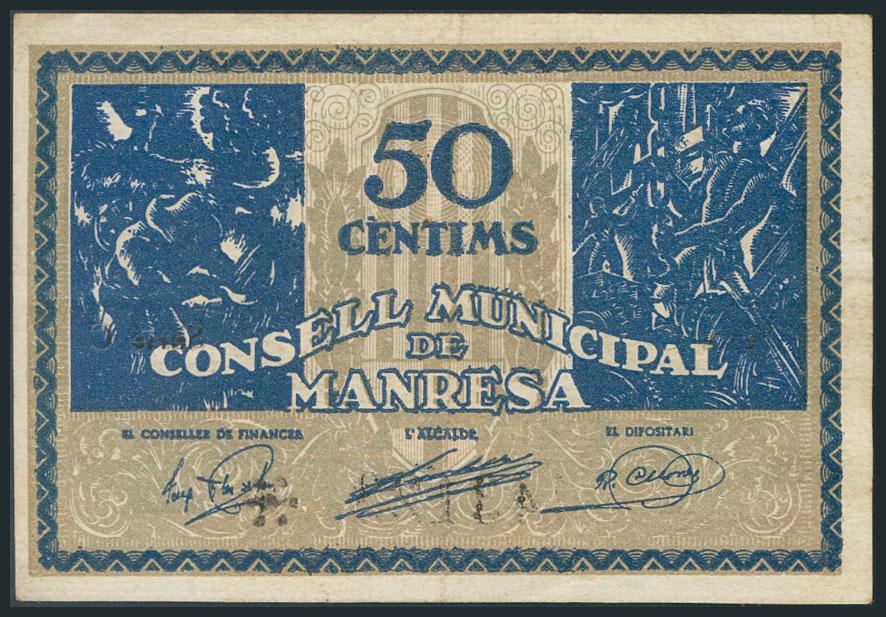 50
CÈNTIMS
CONSELL MUNICIPAL
DE
MANRESA
EL CONSELLER DE FINANCES
L'ALCALDE
EL DIPOSITARI